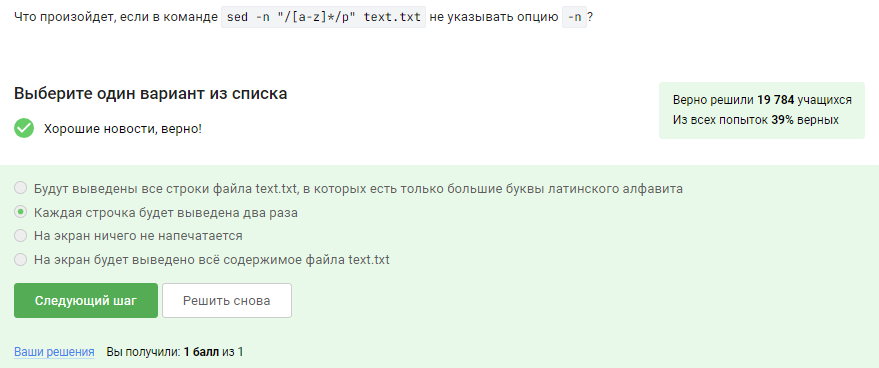 Что произойдет, если в команде sed -n "/[a-z]*/p" text.txt не указывать опцию -n ?
Выберите один вариант из списка
Хорошие новости, верно!
Верно решили 19 784 учащихся
Из всех попыток 39% верных
Будут выведены все строки файла text.txt, в которых есть только большие буквы латинского алфавита
Каждая строчка будет выведена два раза
На экран ничего не напечатается
На экран будет выведено всё содержимое файла text.txt
Следующий шаг Решить снова
Ваши решения Вы получили: 1 балл из 1